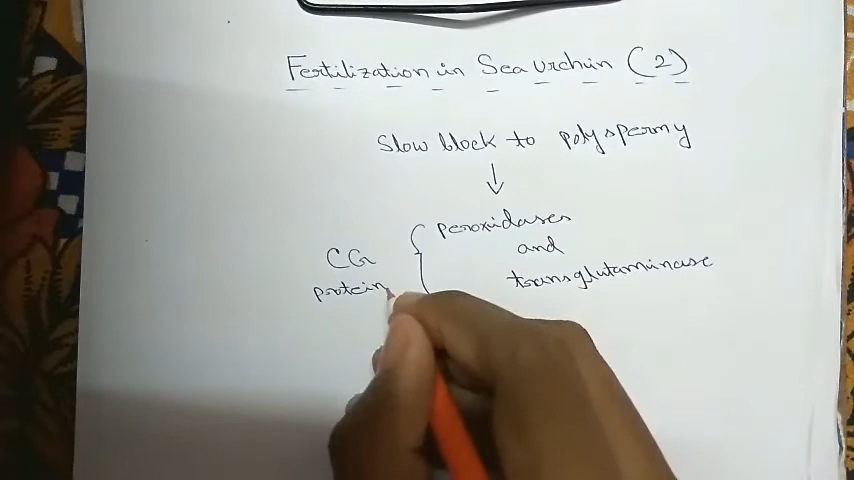 Fertilization in Sea Urchin (2)
Slow block to polyspermy
peroxidases
and
transglutaminase
CG
protein